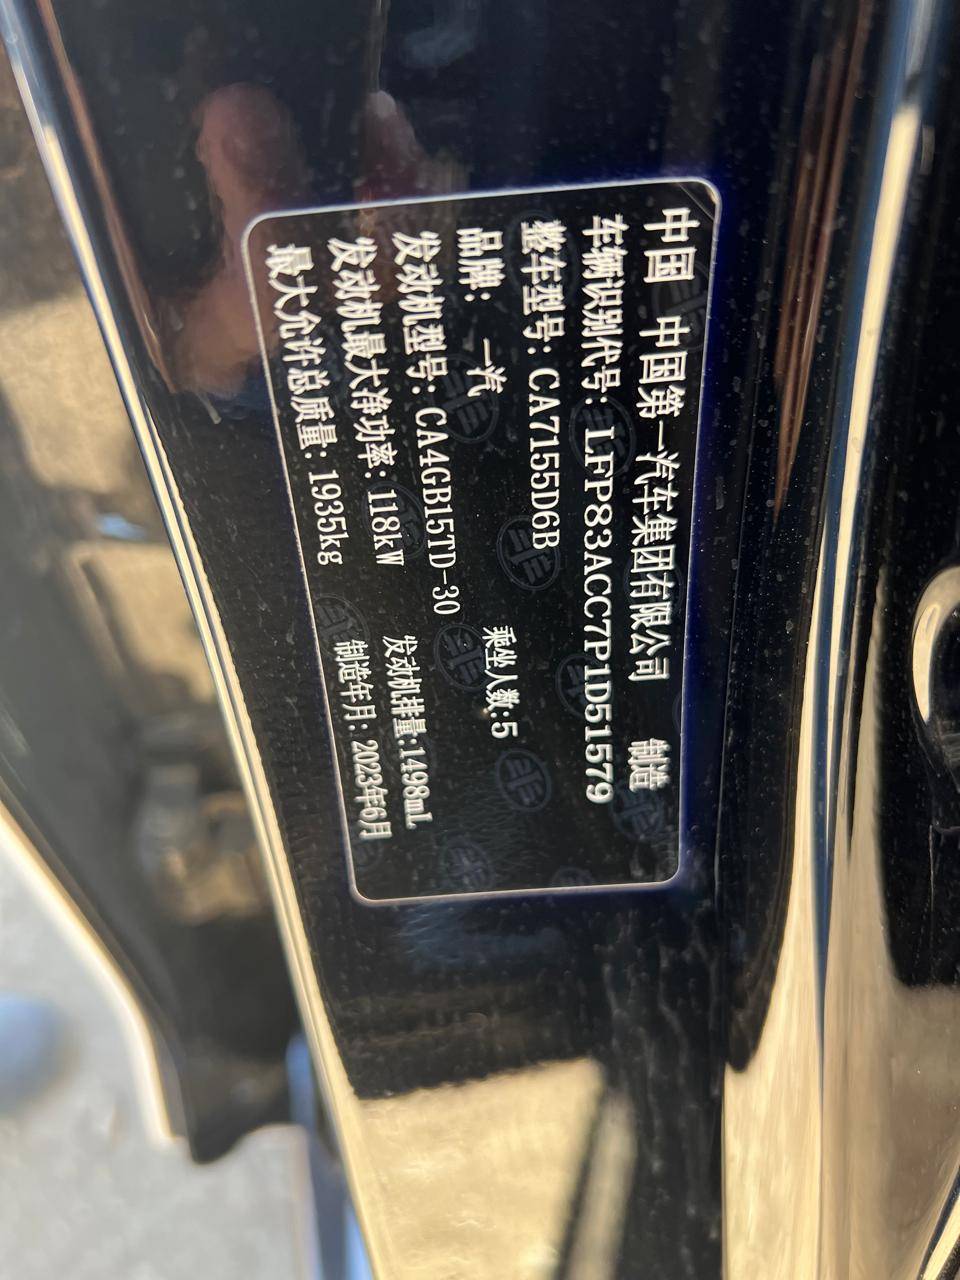 中国 中国第一汽车集团有限公司 制造
车辆识别代号: LFP83ACC7P1D51579
整车型号: CA7155D6B
品牌: 一汽 乘坐人数:5
发动机型号: CA4GB15TD-30 发动机排量:1498mL
发动机最大净功率: 118kW 制造年月: 2023年6月
最大允许总质量: 1935kg